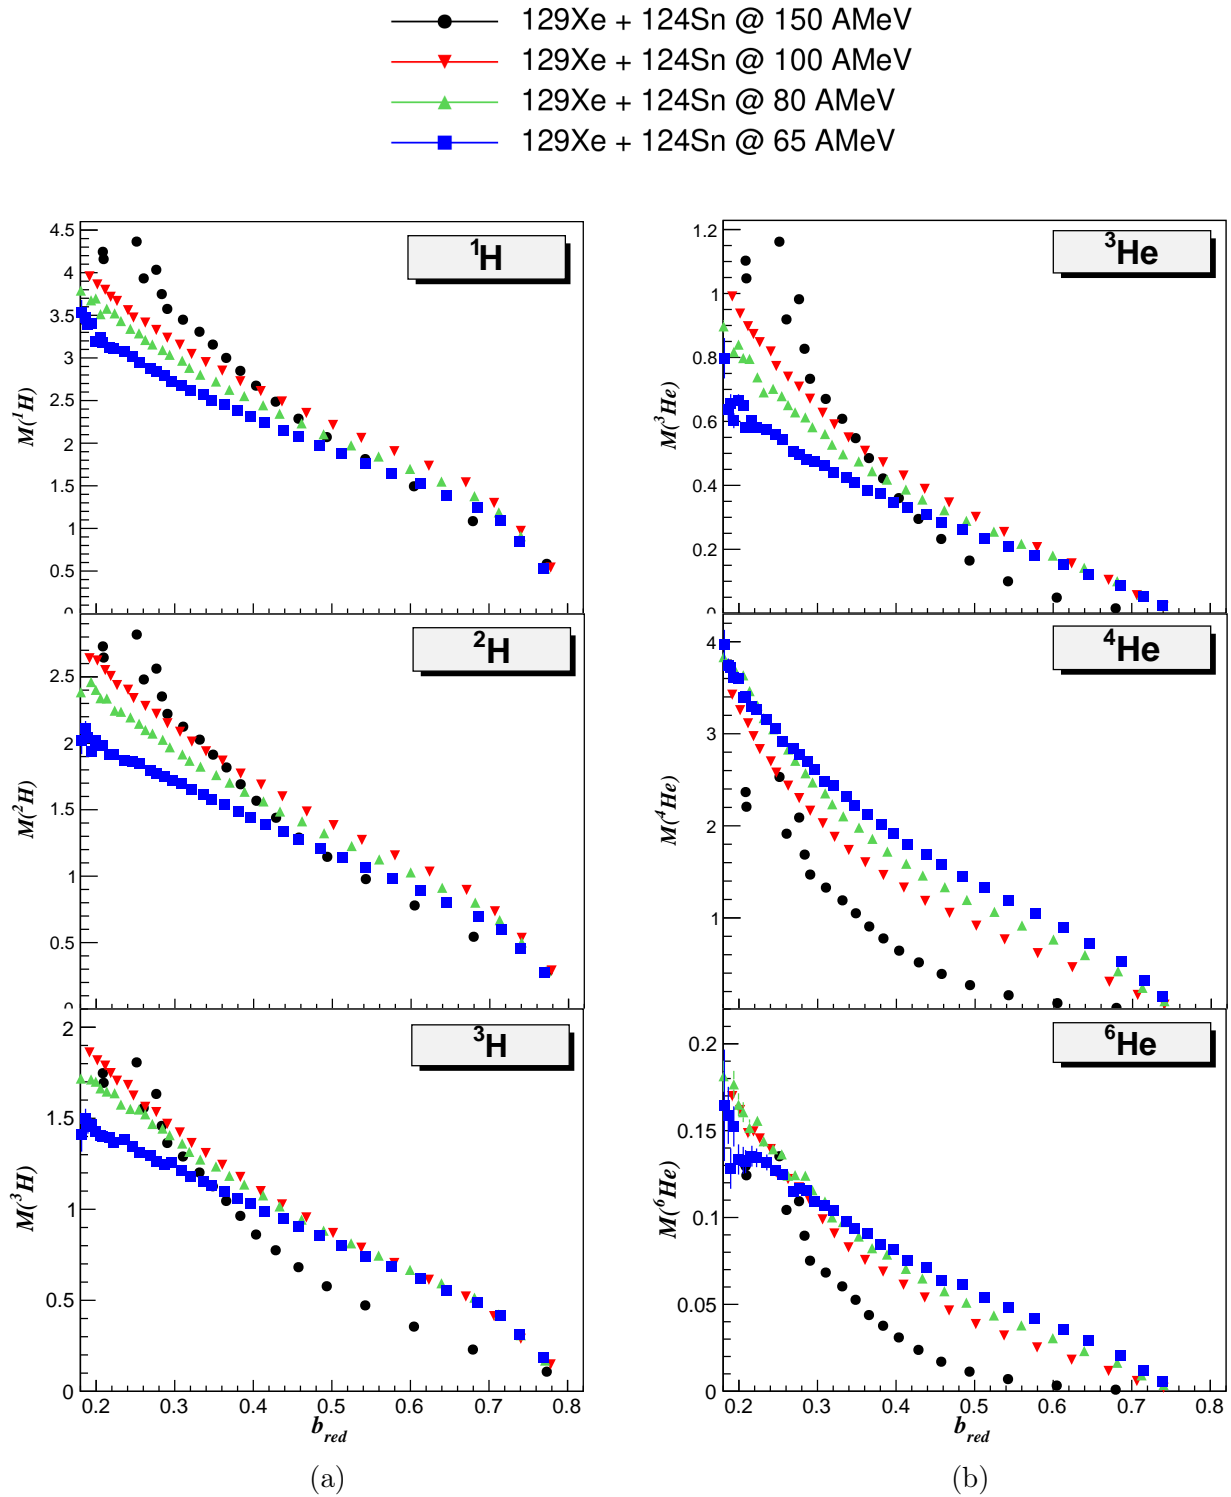 129Xe + 124Sn @ 150 AMeV
129Xe + 124Sn @ 100 AMeV
129Xe + 124Sn @ 80 AMeV
129Xe + 124Sn @ 65 AMeV
4.5
4
3.5
3
2.5
2
1.5
1
0.5
0
M(¹H)
¹H
1.2
1
0.8
0.6
0.4
0.2
0
M(³He)
³He
2.5
2
1.5
1
0.5
0
M(²H)
²H
4
3
2
1
M(⁴He)
⁴He
2
1.5
1
0.5
0
M(³H)
³H
0.2
0.15
0.1
0.05
0
M(⁶He)
⁶He
0.2 0.3 0.4 0.5 0.6 0.7 0.8
b_red
0.2 0.3 0.4 0.5 0.6 0.7 0.8
b_red
(a)
(b)